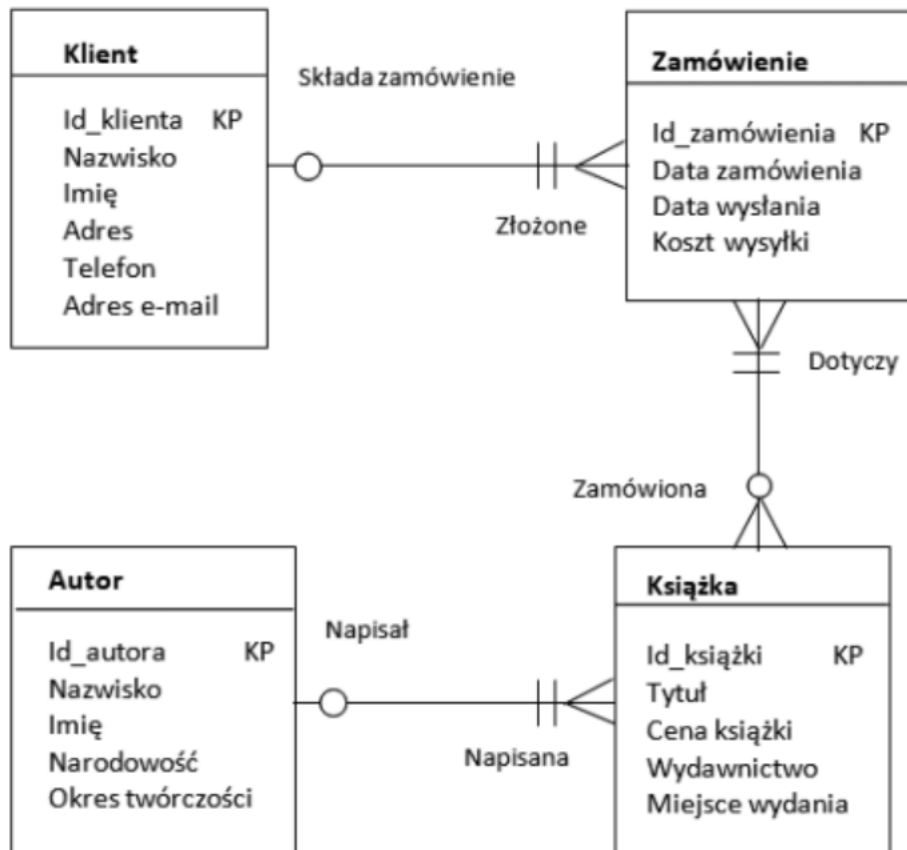 Klient
Id_klienta KP
Nazwisko
Imię
Adres
Telefon
Adres e-mail
Składa zamówienie
Złożone
Zamówienie
Id_zamówienia KP
Data zamówienia
Data wysłania
Koszt wysyłki
Dotyczy
Zamówiona
Autor
Id_autora KP
Nazwisko
Imię
Narodowość
Okres twórczości
Napisał
Napisana
Książka
Id_książki KP
Tytuł
Cena książki
Wydawnictwo
Miejsce wydania